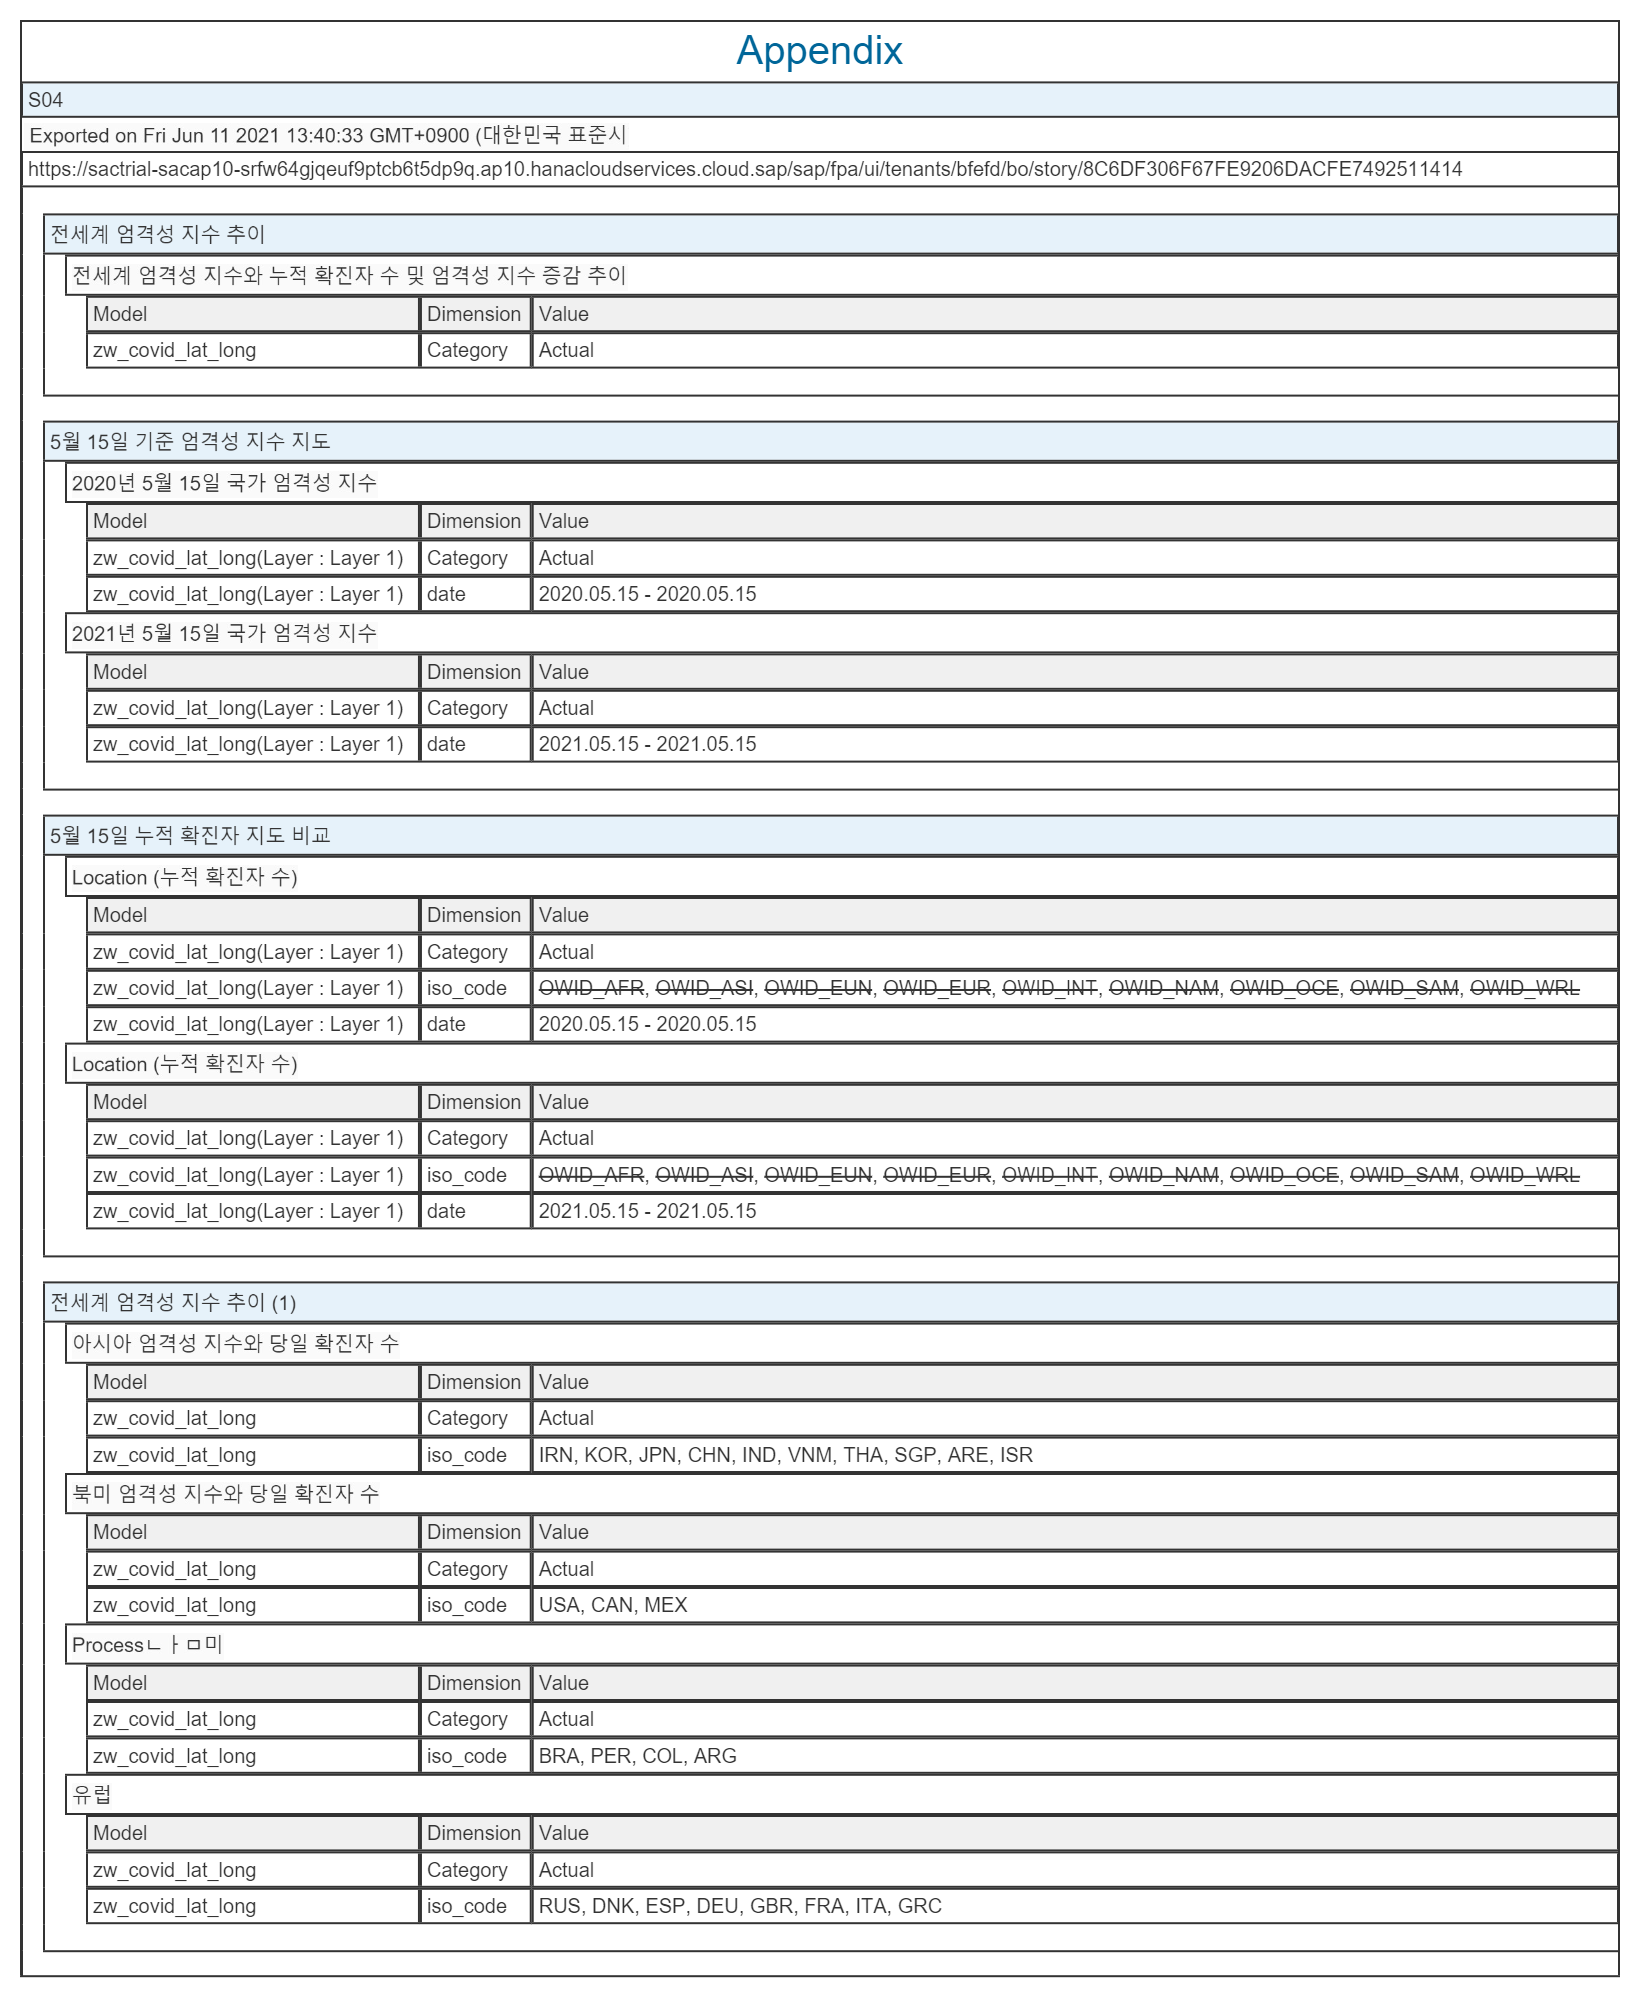 Appendix
S04
Exported on Fri Jun 11 2021 13:40:33 GMT+0900 (대한민국 표준시
https://sactrial-sacap10-srfw64gjqeuf9ptcb6t5dp9q.ap10.hanacloudservices.cloud.sap/sap/fpa/ui/tenants/bfefd/bo/story/8C6DF306F67FE9206DACFE7492511414
전세계 엄격성 지수 추이
전세계 엄격성 지수와 누적 확진자 수 및 엄격성 지수 증감 추이
Model Dimension Value
zw_covid_lat_long Category Actual
5월 15일 기준 엄격성 지수 지도
2020년 5월 15일 국가 엄격성 지수
Model Dimension Value
zw_covid_lat_long(Layer : Layer 1) Category Actual
zw_covid_lat_long(Layer : Layer 1) date 2020.05.15 - 2020.05.15
2021년 5월 15일 국가 엄격성 지수
Model Dimension Value
zw_covid_lat_long(Layer : Layer 1) Category Actual
zw_covid_lat_long(Layer : Layer 1) date 2021.05.15 - 2021.05.15
5월 15일 누적 확진자 지도 비교
Location (누적 확진자 수)
Model Dimension Value
zw_covid_lat_long(Layer : Layer 1) Category Actual
zw_covid_lat_long(Layer : Layer 1) iso_code OWID_AFR, OWID_ASI, OWID_EUN, OWID_EUR, OWID_INT, OWID_NAM, OWID_OCE, OWID_SAM, OWID_WRL
zw_covid_lat_long(Layer : Layer 1) date 2020.05.15 - 2020.05.15
Location (누적 확진자 수)
Model Dimension Value
zw_covid_lat_long(Layer : Layer 1) Category Actual
zw_covid_lat_long(Layer : Layer 1) iso_code OWID_AFR, OWID_ASI, OWID_EUN, OWID_EUR, OWID_INT, OWID_NAM, OWID_OCE, OWID_SAM, OWID_WRL
zw_covid_lat_long(Layer : Layer 1) date 2021.05.15 - 2021.05.15
전세계 엄격성 지수 추이 (1)
아시아 엄격성 지수와 당일 확진자 수
Model Dimension Value
zw_covid_lat_long Category Actual
zw_covid_lat_long iso_code IRN, KOR, JPN, CHN, IND, VNM, THA, SGP, ARE, ISR
북미 엄격성 지수와 당일 확진자 수
Model Dimension Value
zw_covid_lat_long Category Actual
zw_covid_lat_long iso_code USA, CAN, MEX
Processㄴㅏㅁ미
Model Dimension Value
zw_covid_lat_long Category Actual
zw_covid_lat_long iso_code BRA, PER, COL, ARG
유럽
Model Dimension Value
zw_covid_lat_long Category Actual
zw_covid_lat_long iso_code RUS, DNK, ESP, DEU, GBR, FRA, ITA, GRC